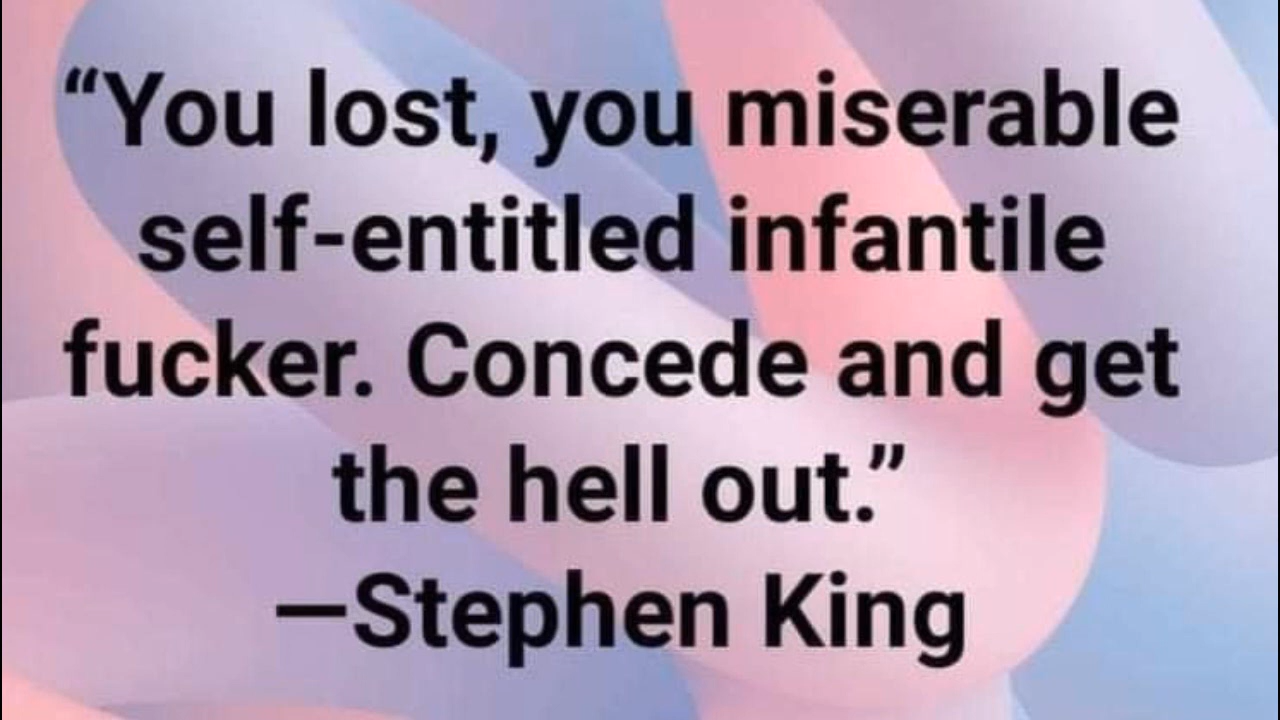 “You lost, you miserable
self-entitled infantile
fucker. Concede and get
the hell out.”
—Stephen King